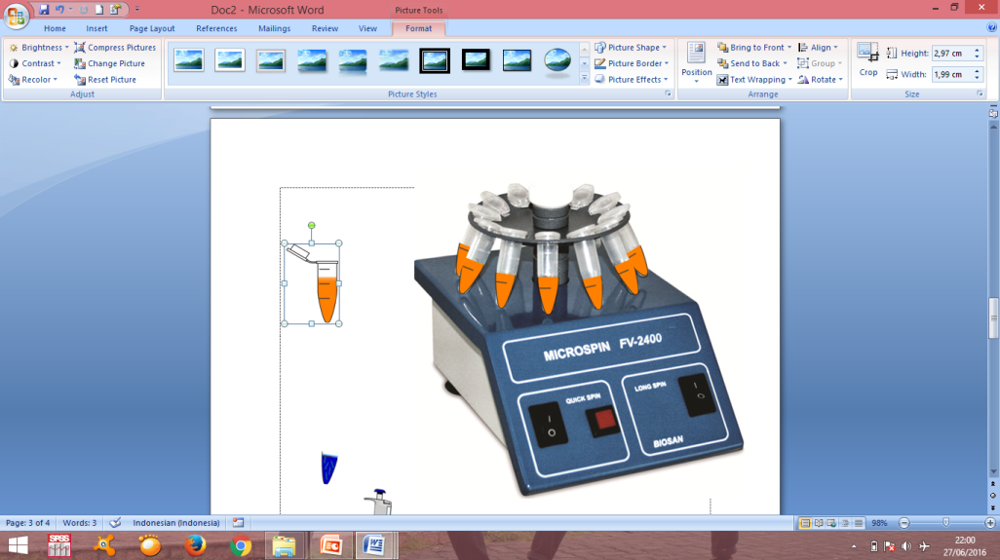 Doc2 - Microsoft Word
Picture Tools
Home Insert Page Layout References Mailings Review View Format
Brightness
Contrast
Recolor
Compress Pictures
Change Picture
Reset Picture
Adjust
Picture Styles
Picture Shape
Picture Border
Picture Effects
Position
Bring to Front
Send to Back
Text Wrapping
Align
Group
Rotate
Arrange
Crop
Height: 2,97 cm
Width: 1,99 cm
Size
MICROSPIN FV-2400
QUICK SPIN
LONG SPIN
BIOSAN
Page: 3 of 4 Words: 3 Indonesian (Indonesia) 98%
SPSS
22:00
27/06/2016